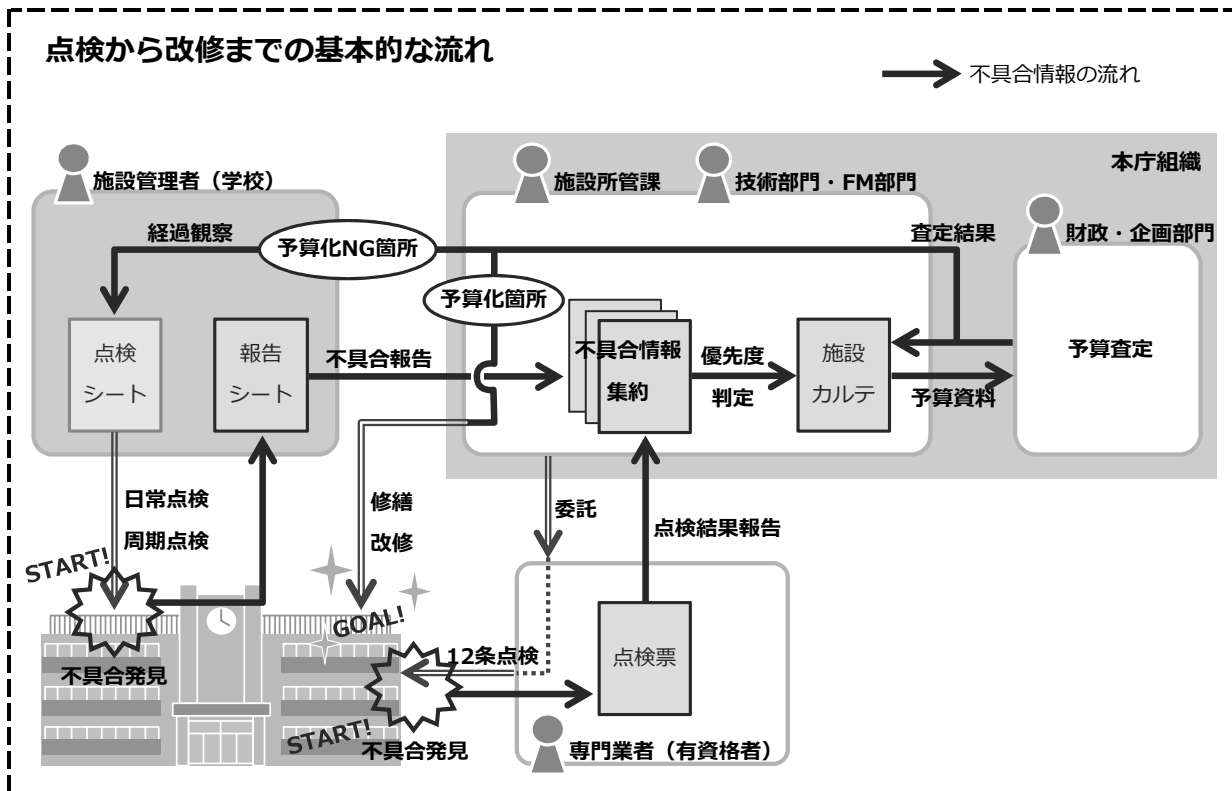 点検から改修までの基本的な流れ
不具合情報の流れ
本庁組織
施設管理者（学校）
施設所管課
技術部門・FM部門
財政・企画部門
経過観察
予算化NG箇所
査定結果
予算化箇所
点検
シート
報告
シート
不具合報告
不具合情報
集約
優先度
判定
施設
カルテ
予算資料
予算査定
日常点検
周期点検
修繕
改修
委託
点検結果報告
START!
GOAL!
不具合発見
12条点検
点検票
START!
不具合発見
専門業者（有資格者）